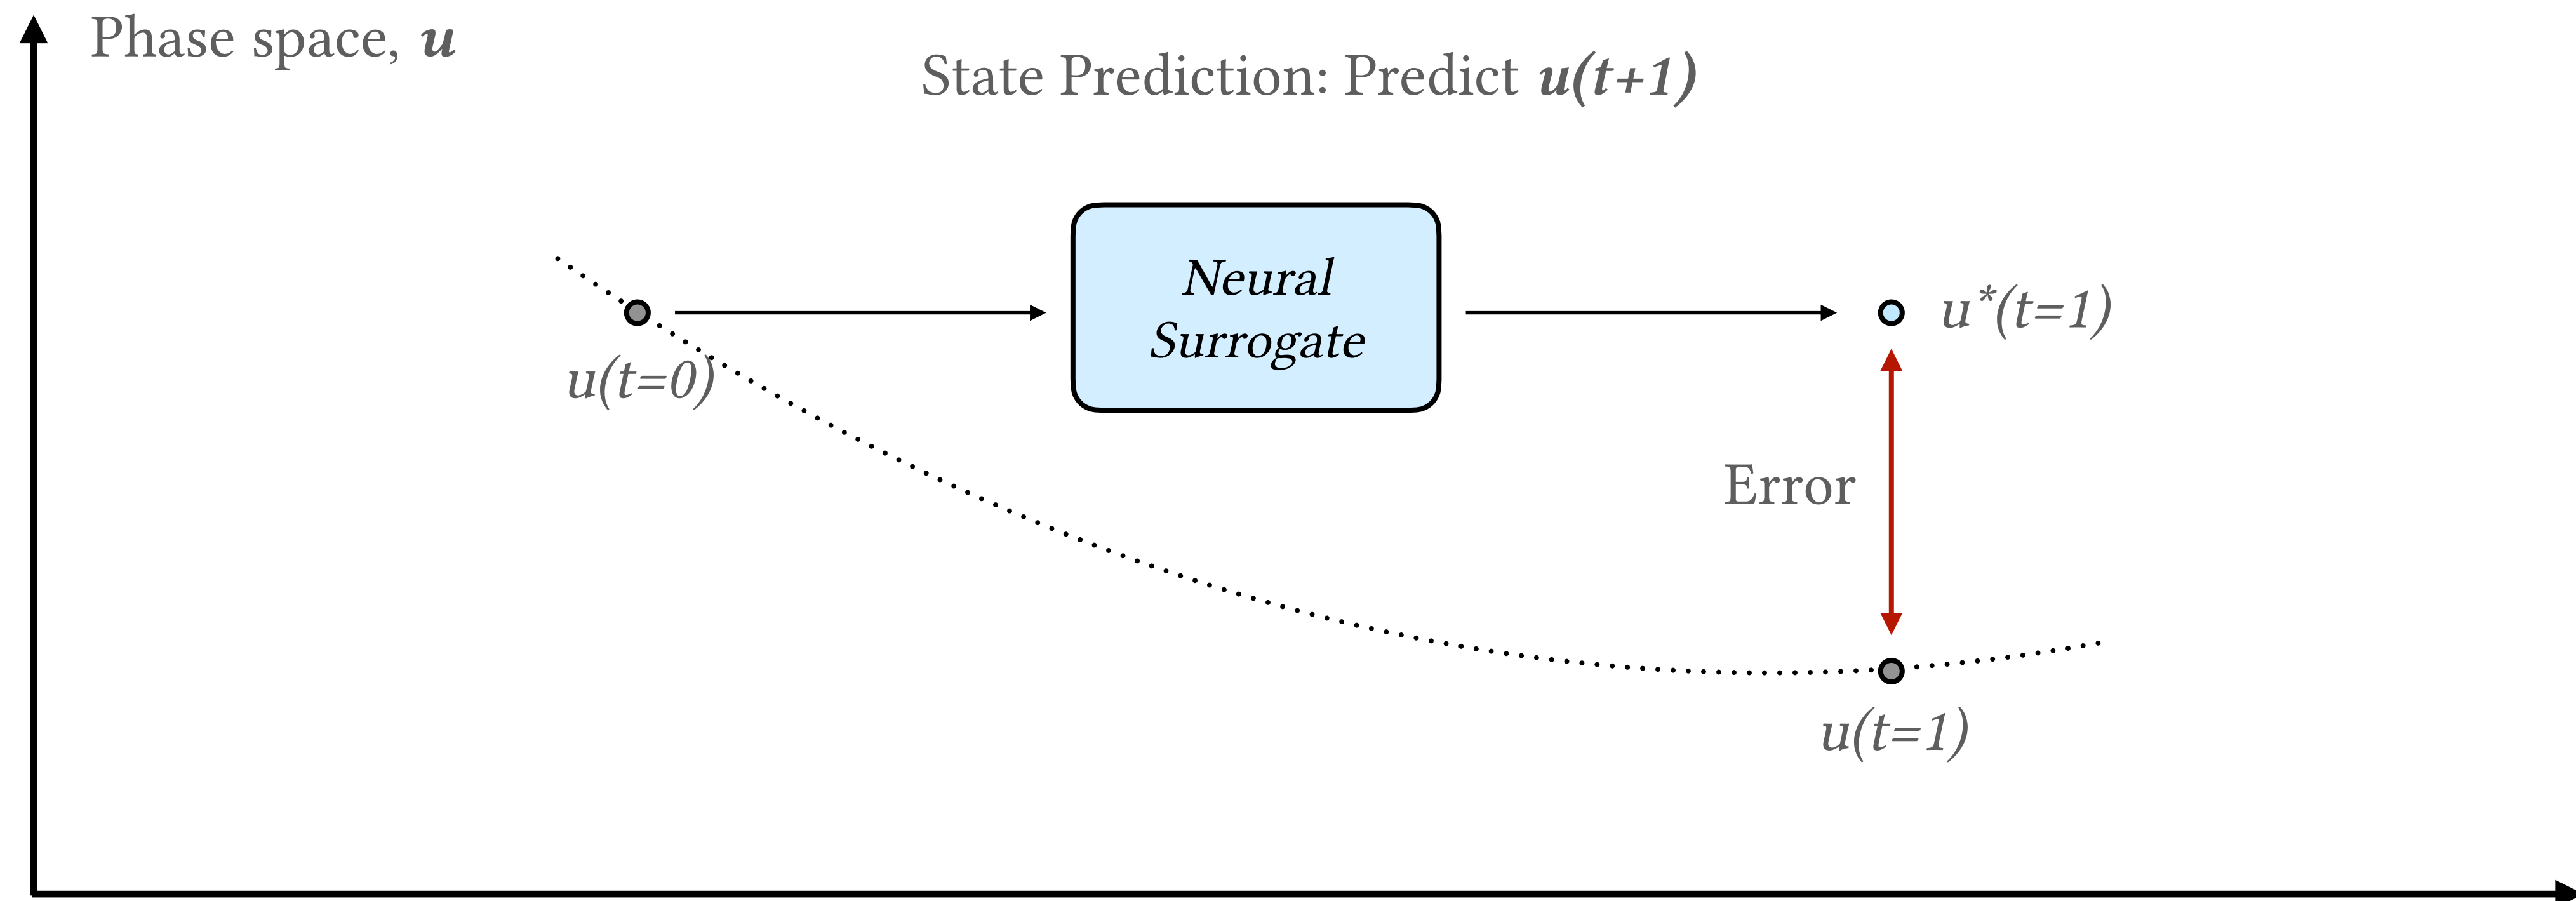 Phase space, u
State Prediction: Predict u(t+1)
Neural
Surrogate
u*(t=1)
u(t=0)
Error
u(t=1)